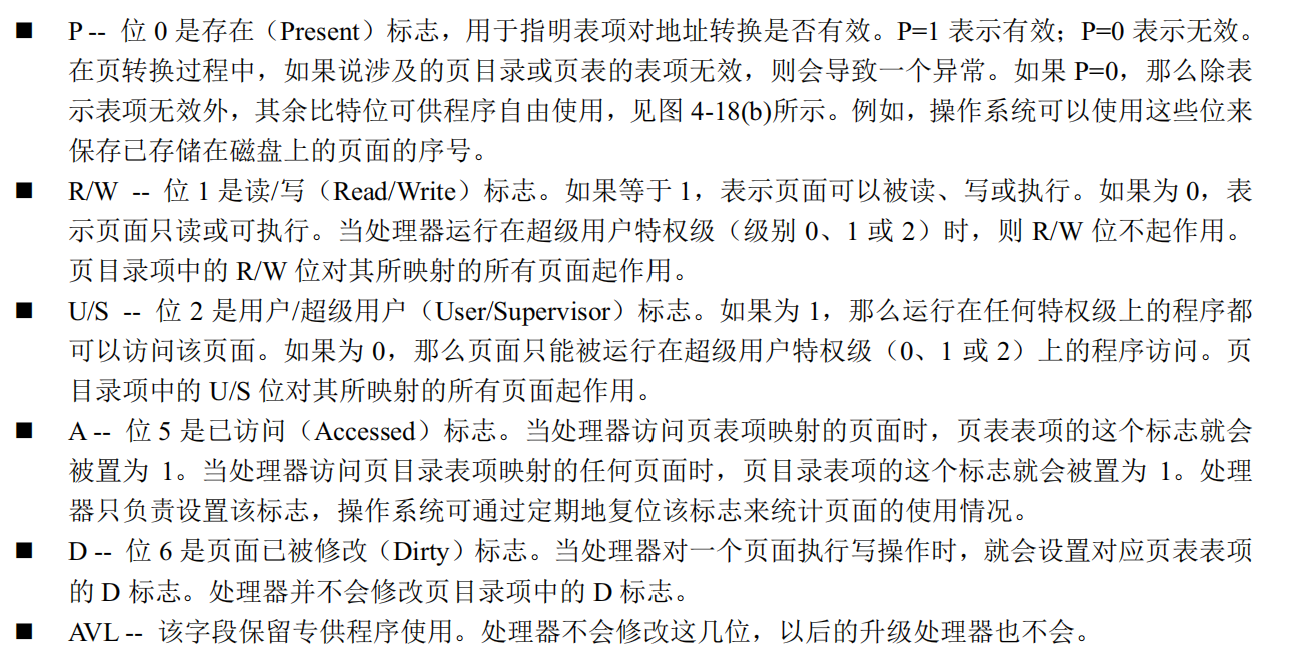 ■ P -- 位 0 是存在（Present）标志，用于指明表项对地址转换是否有效。P=1 表示有效；P=0 表示无效。
在页转换过程中，如果说涉及的页目录或页表的表项无效，则会导致一个异常。如果 P=0，那么除表
示表项无效外，其余比特位可供程序自由使用，见图 4-18(b)所示。例如，操作系统可以使用这些位来
保存已存储在磁盘上的页面的序号。
■ R/W -- 位 1 是读/写（Read/Write）标志。如果等于 1，表示页面可以被读、写或执行。如果为 0，表
示页面只读或可执行。当处理器运行在超级用户特权级（级别 0、1 或 2）时，则 R/W 位不起作用。
页目录项中的 R/W 位对其所映射的所有页面起作用。
■ U/S -- 位 2 是用户/超级用户（User/Supervisor）标志。如果为 1，那么运行在任何特权级上的程序都
可以访问该页面。如果为 0，那么页面只能被运行在超级用户特权级（0、1 或 2）上的程序访问。页
目录项中的 U/S 位对其所映射的所有页面起作用。
■ A -- 位 5 是已访问（Accessed）标志。当处理器访问页表项映射的页面时，页表表项的这个标志就会
被置为 1。当处理器访问页目录表项映射的任何页面时，页目录表项的这个标志就会被置为 1。处理
器只负责设置该标志，操作系统可通过定期地复位该标志来统计页面的使用情况。
■ D -- 位 6 是页面已被修改（Dirty）标志。当处理器对一个页面执行写操作时，就会设置对应页表表项
的 D 标志。处理器并不会修改页目录项中的 D 标志。
■ AVL -- 该字段保留专供程序使用。处理器不会修改这几位，以后的升级处理器也不会。